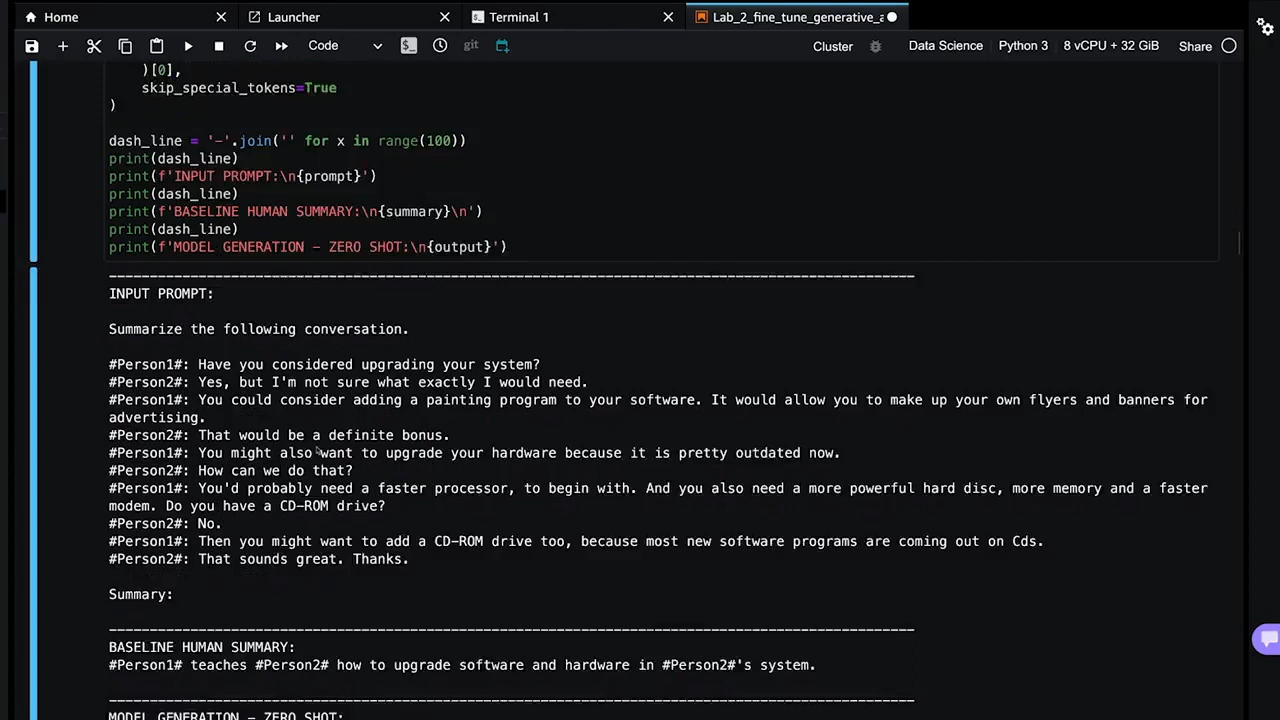 Home
Launcher
Terminal 1
Lab_2_fine_tune_generative_a
Code
git
Cluster
Data Science
Python 3
8 vCPU + 32 GiB
Share
)[0],
skip_special_tokens=True
)
dash_line = '-'.join('' for x in range(100))
print(dash_line)
print(f'INPUT PROMPT:\n{prompt}')
print(dash_line)
print(f'BASELINE HUMAN SUMMARY:\n{summary}\n')
print(dash_line)
print(f'MODEL GENERATION - ZERO SHOT:\n{output}')
---------------------------------------------------------------------------------------------------
INPUT PROMPT:
Summarize the following conversation.
#Person1#: Have you considered upgrading your system?
#Person2#: Yes, but I'm not sure what exactly I would need.
#Person1#: You could consider adding a painting program to your software. It would allow you to make up your own flyers and banners for
advertising.
#Person2#: That would be a definite bonus.
#Person1#: You might also want to upgrade your hardware because it is pretty outdated now.
#Person2#: How can we do that?
#Person1#: You'd probably need a faster processor, to begin with. And you also need a more powerful hard disc, more memory and a faster
modem. Do you have a CD-ROM drive?
#Person2#: No.
#Person1#: Then you might want to add a CD-ROM drive too, because most new software programs are coming out on Cds.
#Person2#: That sounds great. Thanks.
Summary:
---------------------------------------------------------------------------------------------------
BASELINE HUMAN SUMMARY:
#Person1# teaches #Person2# how to upgrade software and hardware in #Person2#'s system.
---------------------------------------------------------------------------------------------------
MODEL GENERATION - ZERO SHOT: